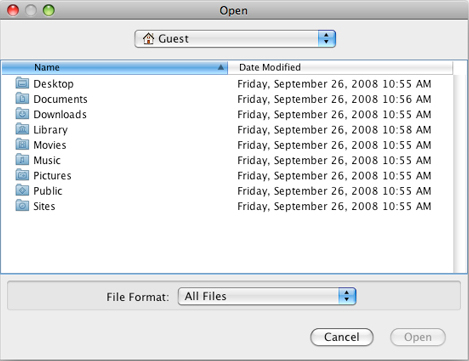 Open
Guest
Name Date Modified
Desktop Friday, September 26, 2008 10:55 AM
Documents Friday, September 26, 2008 10:56 AM
Downloads Friday, September 26, 2008 10:55 AM
Library Friday, September 26, 2008 10:58 AM
Movies Friday, September 26, 2008 10:55 AM
Music Friday, September 26, 2008 10:55 AM
Pictures Friday, September 26, 2008 10:55 AM
Public Friday, September 26, 2008 10:55 AM
Sites Friday, September 26, 2008 10:55 AM
File Format: All Files
Cancel Open